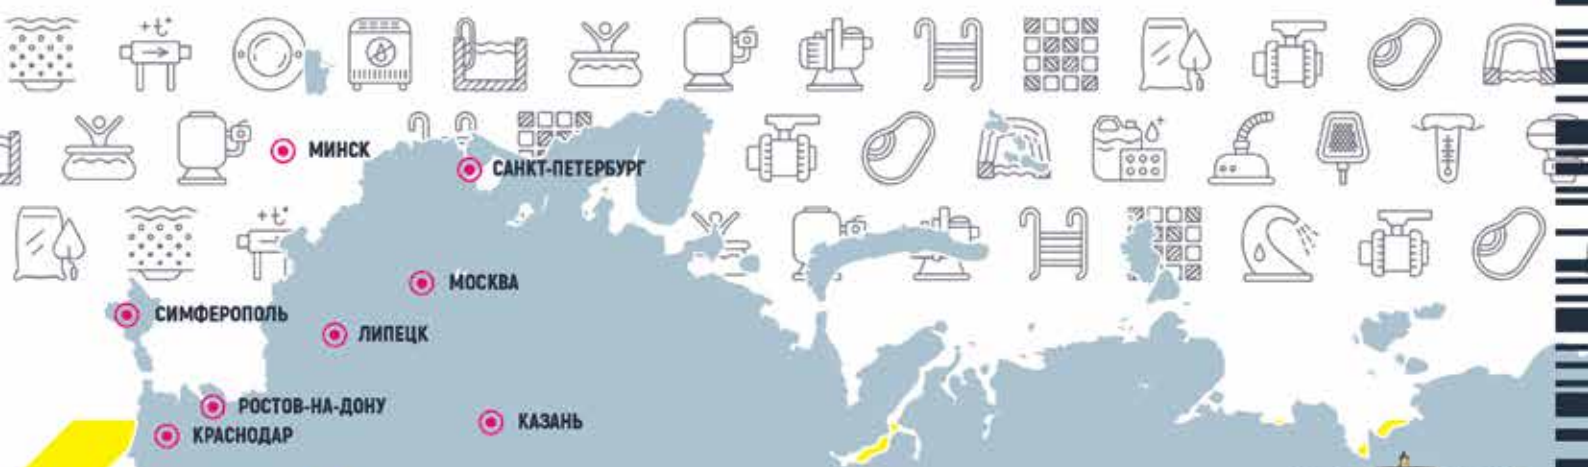 +t°
МИНСК
САНКТ-ПЕТЕРБУРГ
+t°
МОСКВА
СИМФЕРОПОЛЬ
ЛИПЕЦК
РОСТОВ-НА-ДОНУ
КАЗАНЬ
КРАСНОДАР